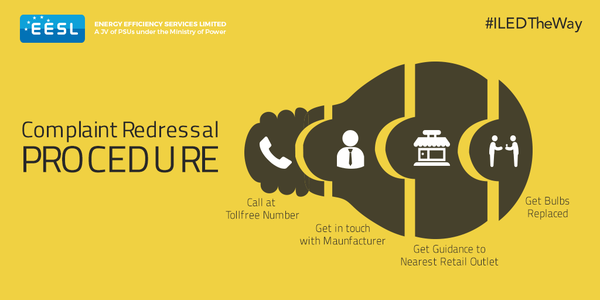 EESL
ENERGY EFFICIENCY SERVICES LIMITED
A JV of PSUs under the Ministry of Power
#ILEDTheWay
Complaint Redressal
PROCEDURE
Call at
Tollfree Number
Get in touch
with Maunfacturer
Get Guidance to
Nearest Retail Outlet
Get Bulbs
Replaced